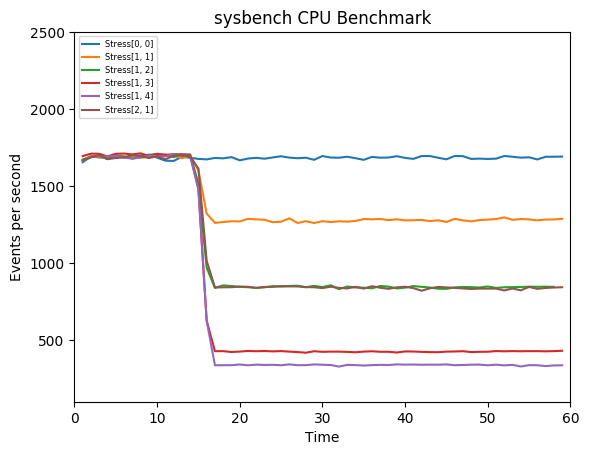 sysbench CPU Benchmark
2500
2000
1500
1000
500
Events per second
Stress[0, 0]
Stress[1, 1]
Stress[1, 2]
Stress[1, 3]
Stress[1, 4]
Stress[2, 1]
0 10 20 30 40 50 60
Time